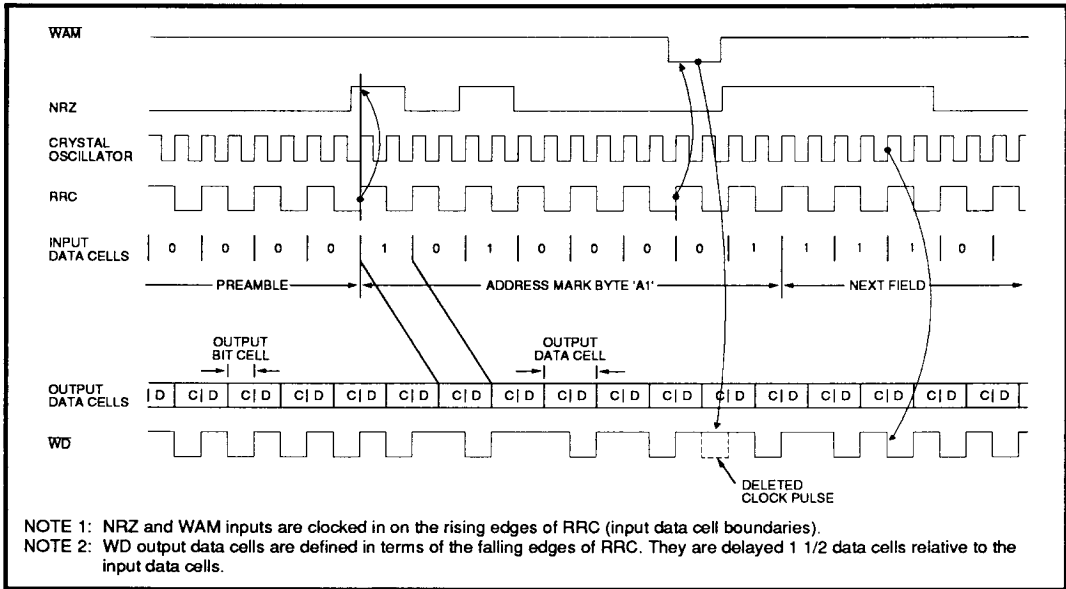 WAM
NRZ
CRYSTAL
OSCILLATOR
RRC
INPUT
DATA CELLS
0 0 0 0 1 0 1 0 0 0 0 1 1 1 1 0
PREAMBLE
ADDRESS MARK BYTE 'A1'
NEXT FIELD
OUTPUT
BIT CELL
OUTPUT
DATA CELL
OUTPUT
DATA CELLS
D C D C D C D C D C D C D C D C D C D C D C D C D C D C D C D C D
WD
DELETED
CLOCK PULSE
NOTE 1: NRZ and WAM inputs are clocked in on the rising edges of RRC (input data cell boundaries).
NOTE 2: WD output data cells are defined in terms of the falling edges of RRC. They are delayed 1 1/2 data cells relative to the
input data cells.